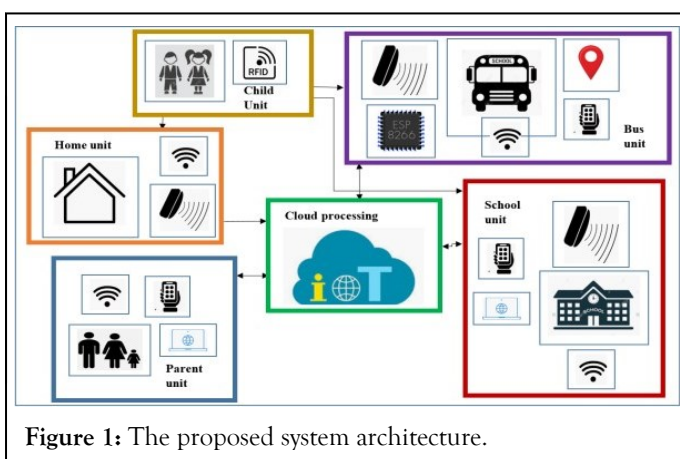 RFID
Child
Unit
SCHOOL
ESP
8266
Bus
unit
Home unit
Cloud processing
iOT
School
unit
SCHOOL
Parent
unit
Figure 1: The proposed system architecture.